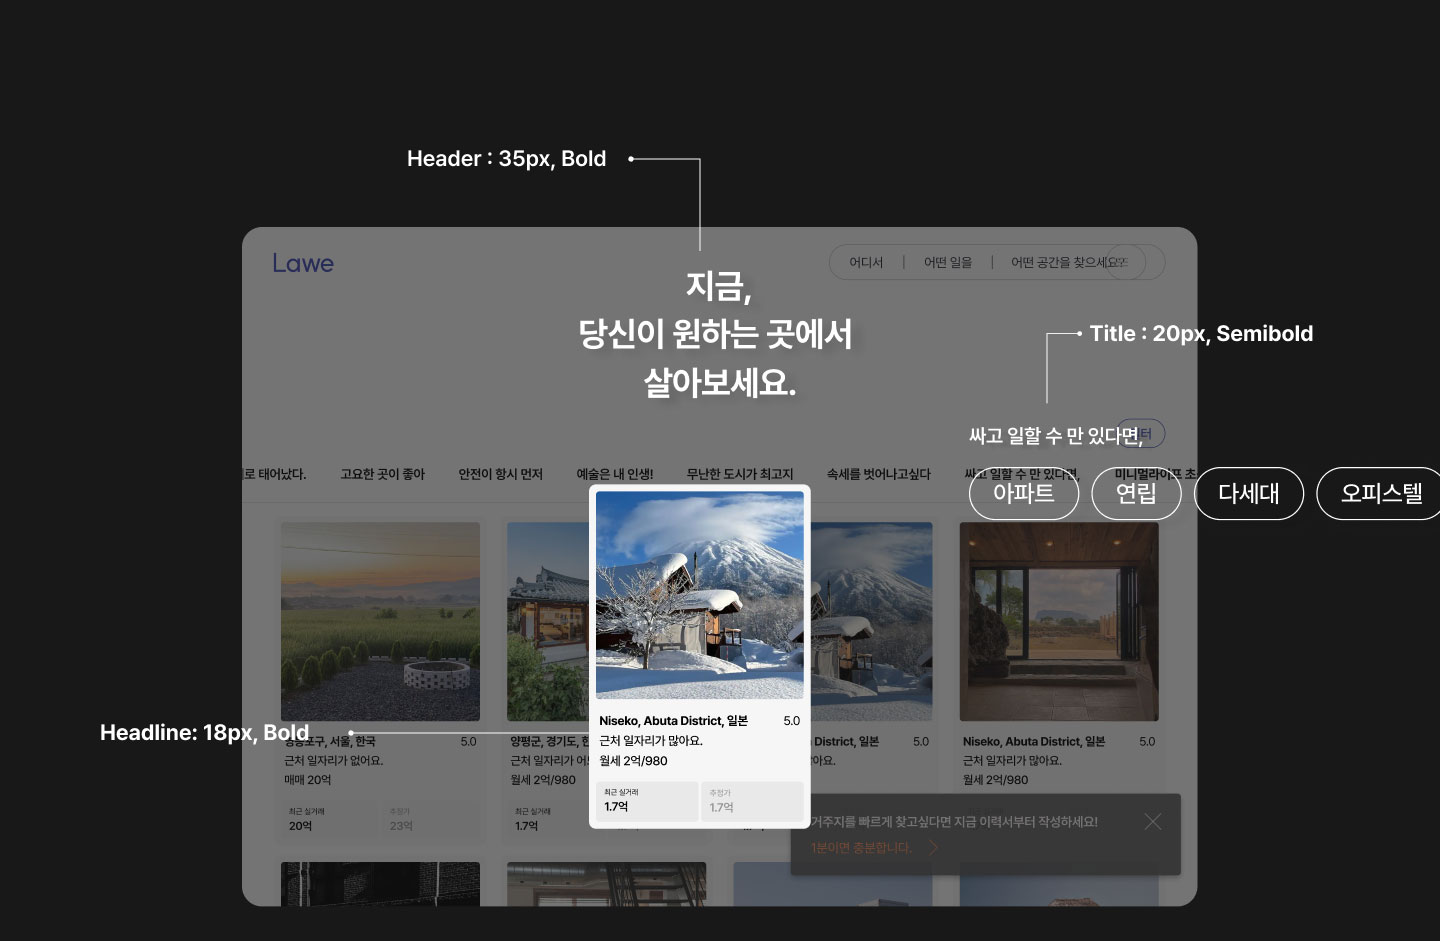 Header : 35px, Bold
Lawe
어디서 | 어떤 일을 | 어떤 공간을 찾으세요?
지금,
당신이 원하는 곳에서
살아보세요.
Title : 20px, Semibold
싸고 일할 수 만 있다면,
로 태어났다.
고요한 곳이 좋아
안전이 항시 먼저
예술은 내 인생!
무난한 도시가 최고지
속세를 벗어나고싶다
싸고 일할 수 만 있다면,
미니멀라이프 초
아파트
연립
다세대
오피스텔
Headline: 18px, Bold
영등포구, 서울, 한국 5.0
근처 일자리가 없어요.
매매 20억
최근 실거래
20억
추정가
23억
양평군, 경기도, 한
근처 일자리가
월세 2억/980
최근 실거래
1.7억
Niseko, Abuta District, 일본 5.0
근처 일자리가 많아요.
월세 2억/980
최근 실거래
1.7억
추정가
1.7억
District, 일본 5.0
아요.
Niseko, Abuta District, 일본 5.0
근처 일자리가 많아요.
월세 2억/980
거주지를 빠르게 찾고싶다면 지금 이력서부터 작성하세요!
1분이면 충분합니다.